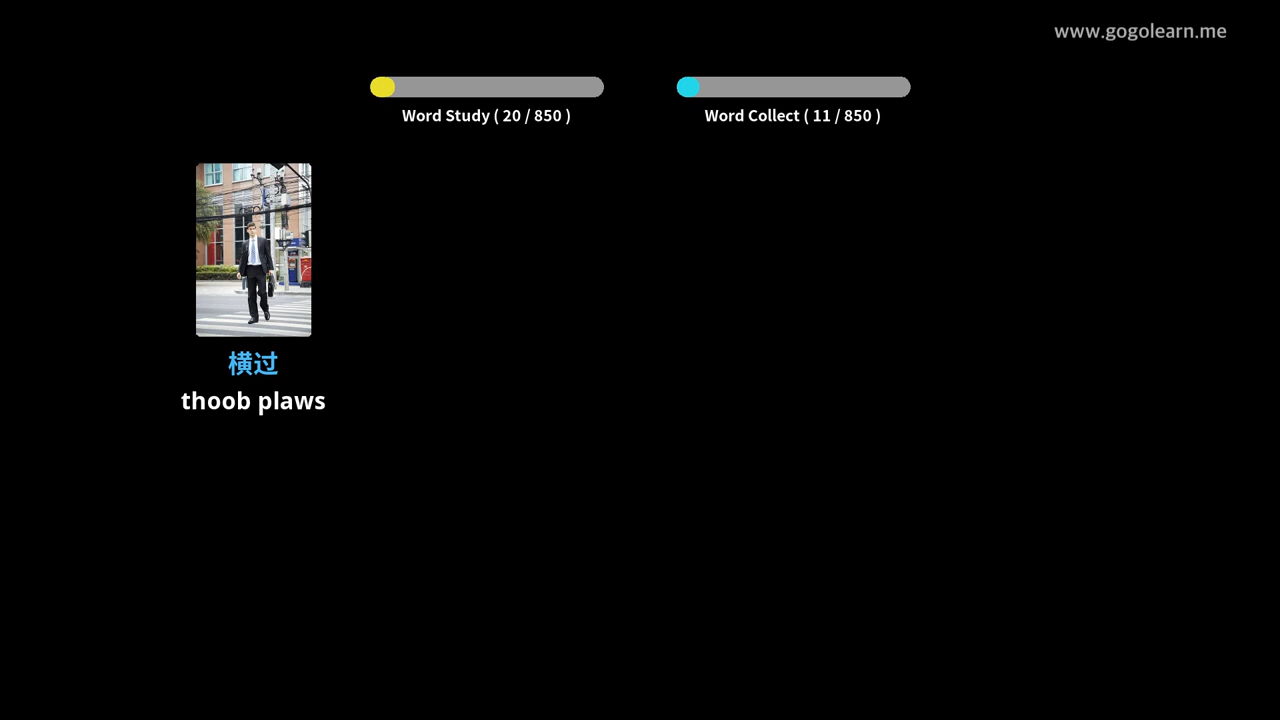 www.gogolearn.me
Word Study ( 20 / 850 )
Word Collect ( 11 / 850 )
横过
thoob plaws